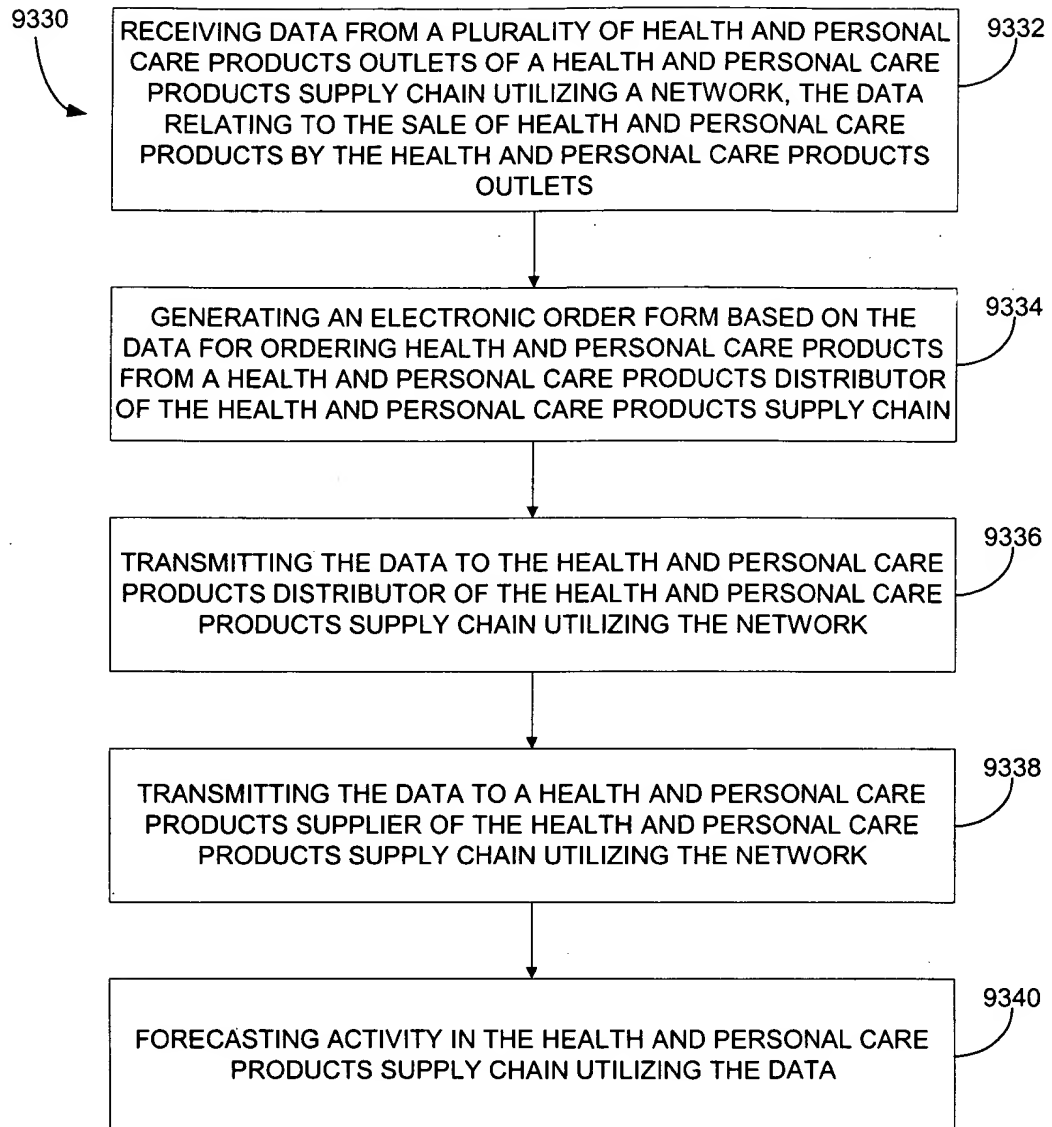 9330
RECEIVING DATA FROM A PLURALITY OF HEALTH AND PERSONAL
CARE PRODUCTS OUTLETS OF A HEALTH AND PERSONAL CARE
PRODUCTS SUPPLY CHAIN UTILIZING A NETWORK, THE DATA
RELATING TO THE SALE OF HEALTH AND PERSONAL CARE
PRODUCTS BY THE HEALTH AND PERSONAL CARE PRODUCTS
OUTLETS
9332
GENERATING AN ELECTRONIC ORDER FORM BASED ON THE
DATA FOR ORDERING HEALTH AND PERSONAL CARE PRODUCTS
FROM A HEALTH AND PERSONAL CARE PRODUCTS DISTRIBUTOR
OF THE HEALTH AND PERSONAL CARE PRODUCTS SUPPLY CHAIN
9334
TRANSMITTING THE DATA TO THE HEALTH AND PERSONAL CARE
PRODUCTS DISTRIBUTOR OF THE HEALTH AND PERSONAL CARE
PRODUCTS SUPPLY CHAIN UTILIZING THE NETWORK
9336
TRANSMITTING THE DATA TO A HEALTH AND PERSONAL CARE
PRODUCTS SUPPLIER OF THE HEALTH AND PERSONAL CARE
PRODUCTS SUPPLY CHAIN UTILIZING THE NETWORK
9338
FORECASTING ACTIVITY IN THE HEALTH AND PERSONAL CARE
PRODUCTS SUPPLY CHAIN UTILIZING THE DATA
9340